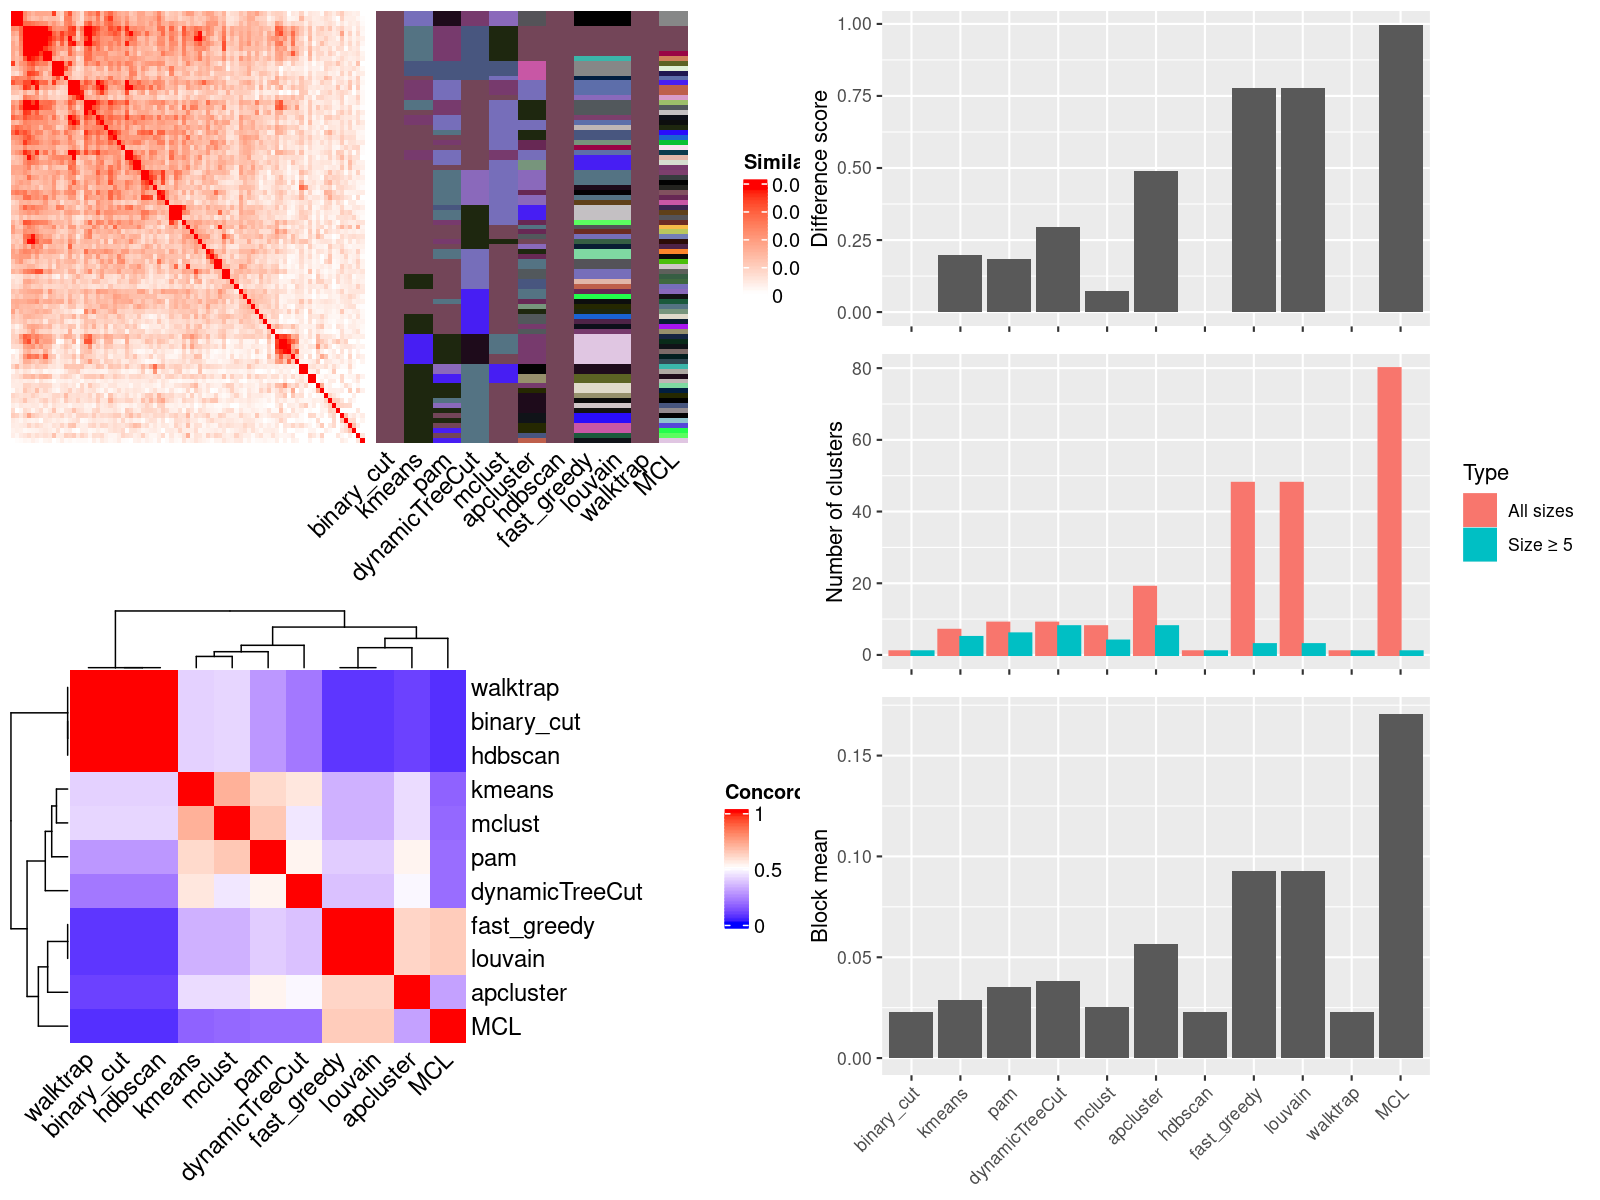 Simila
0.0
0.0
0.0
0.0
0
binary_cut
kmeans
pam
dynamicTreeCut
mclust
apcluster
hdbscan
fast_greedy
louvain
walktrap
MCL
walktrap
binary_cut
hdbscan
kmeans
mclust
pam
dynamicTreeCut
fast_greedy
louvain
apcluster
MCL
walktrap
binary_cut
hdbscan
kmeans
mclust
pam
dynamicTreeCut
fast_greedy
louvain
apcluster
MCL
Concord
1
0.5
0
Difference score
1.00
0.75
0.50
0.25
0.00
Number of clusters
80
60
40
20
0
Type
All sizes
Size ≥ 5
Block mean
0.15
0.10
0.05
0.00
binary_cut
kmeans
pam
dynamicTreeCut
mclust
apcluster
hdbscan
fast_greedy
louvain
walktrap
MCL